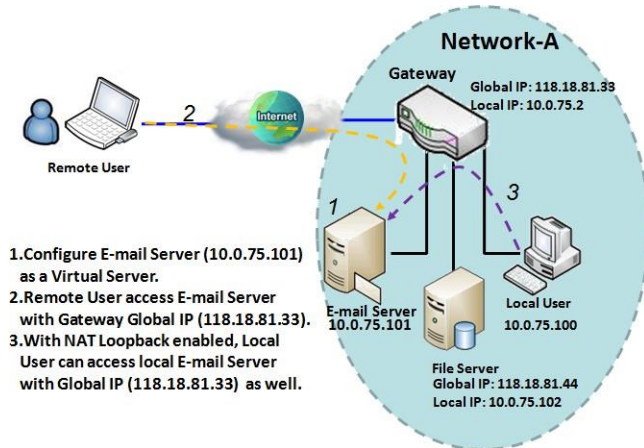 Network-A
Gateway
Global IP: 118.18.81.33
Local IP: 10.0.75.2
2
Internet
Remote User
1
3
E-mail Server
10.0.75.101
Local User
10.0.75.100
File Server
Global IP: 118.18.81.44
Local IP: 10.0.75.102
1.Configure E-mail Server (10.0.75.101)
as a Virtual Server.
2.Remote User access E-mail Server
with Gateway Global IP (118.18.81.33).
3.With NAT Loopback enabled, Local
User can access local E-mail Server
with Global IP (118.18.81.33) as well.